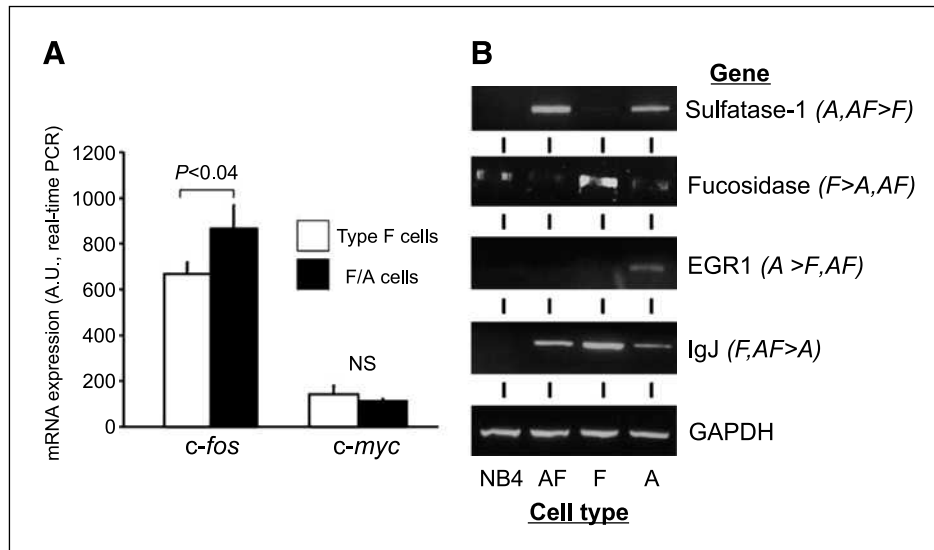 A
mRNA expression (A.U., real-time PCR)
1200
1000
800
600
400
200
0
P<0.04
NS
Type F cells
F/A cells
c-fos
c-myc
B
Gene
Sulfatase-1 (A,AF>F)
Fucosidase (F>A,AF)
EGR1 (A >F,AF)
IgJ (F,AF>A)
GAPDH
NB4 AF F A
Cell type